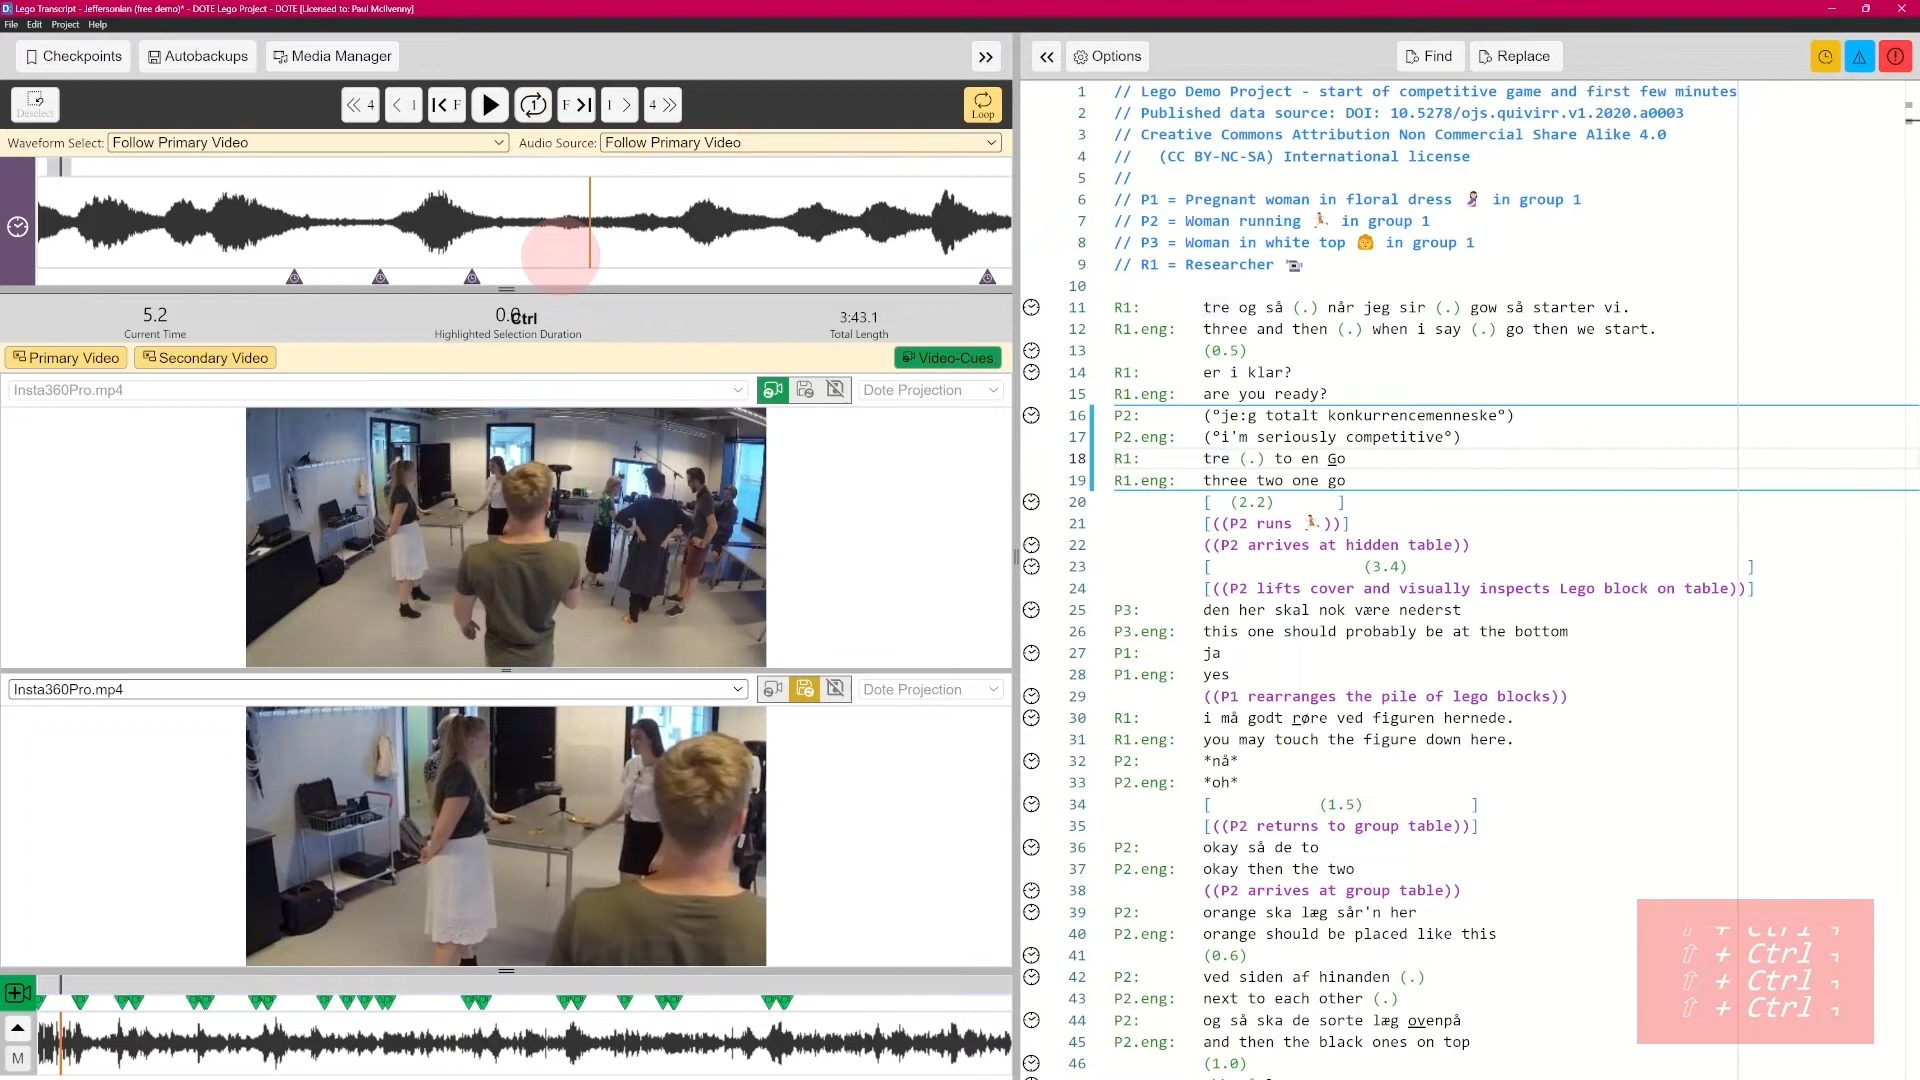 Lego Transcript - Jeffersonian (free demo)* - DOTE Lego Project - DOTE [Licensed to: Paul McIlvenny]
File Edit Project Help
Checkpoints Autobackups Media Manager
4 1 F 1 F 1 4
Deselect
Loop
Waveform Select: Follow Primary Video Audio Source: Follow Primary Video
5.2 0.0 3:43.1
Ctrl
Current Time Highlighted Selection Duration Total Length
Primary Video Secondary Video Video-Cues
Insta360Pro.mp4 Dote Projection
Insta360Pro.mp4 Dote Projection
M
Options Find Replace
1 // Lego Demo Project - start of competitive game and first few minutes
2 // Published data source: DOI: 10.5278/ojs.quivirr.v1.2020.a0003
3 // Creative Commons Attribution Non Commercial Share Alike 4.0
4 // (CC BY-NC-SA) International license
5 //
6 // P1 = Pregnant woman in floral dress 🤰 in group 1
7 // P2 = Woman running 🏃 in group 1
8 // P3 = Woman in white top 👩 in group 1
9 // R1 = Researcher 📹
10
11 R1: tre og så (.) når jeg sir (.) gow så starter vi.
12 R1.eng: three and then (.) when i say (.) go then we start.
13 (0.5)
14 R1: er i klar?
15 R1.eng: are you ready?
16 P2: (°je:g totalt konkurrencemenneske°)
17 P2.eng: (°i'm seriously competitive°)
18 R1: tre (.) to en Go
19 R1.eng: three two one go
20 [ (2.2) ]
21 [((P2 runs 🏃))]
22 ((P2 arrives at hidden table))
23 [ (3.4) ]
24 [((P2 lifts cover and visually inspects Lego block on table))]
25 P3: den her skal nok være nederst
26 P3.eng: this one should probably be at the bottom
27 P1: ja
28 P1.eng: yes
29 ((P1 rearranges the pile of lego blocks))
30 R1: i må godt røre ved figuren hernede.
31 R1.eng: you may touch the figure down here.
32 P2: *nå*
33 P2.eng: *oh*
34 [ (1.5) ]
35 [((P2 returns to group table))]
36 P2: okay så de to
37 P2.eng: okay then the two
38 ((P2 arrives at group table))
39 P2: orange ska læg sår'n her
40 P2.eng: orange should be placed like this
41 (0.6)
42 P2: ved siden af hinanden (.)
43 P2.eng: next to each other (.)
44 P2: og så ska de sorte læg ovenpå
45 P2.eng: and then the black ones on top
46 (1.0)
⇧ + Ctrl
⇧ + Ctrl
⇧ + Ctrl
⇧ + Ctrl